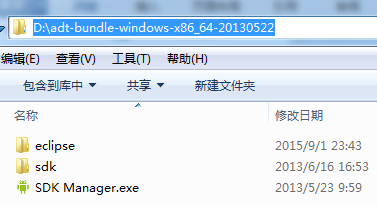 D:\adt-bundle-windows-x86_64-20130522
编辑(E) 查看(V) 工具(T) 帮助(H)
包含到库中 共享 新建文件夹
名称 修改日期
eclipse 2015/9/1 23:43
sdk 2013/6/16 16:53
SDK Manager.exe 2013/5/23 9:59